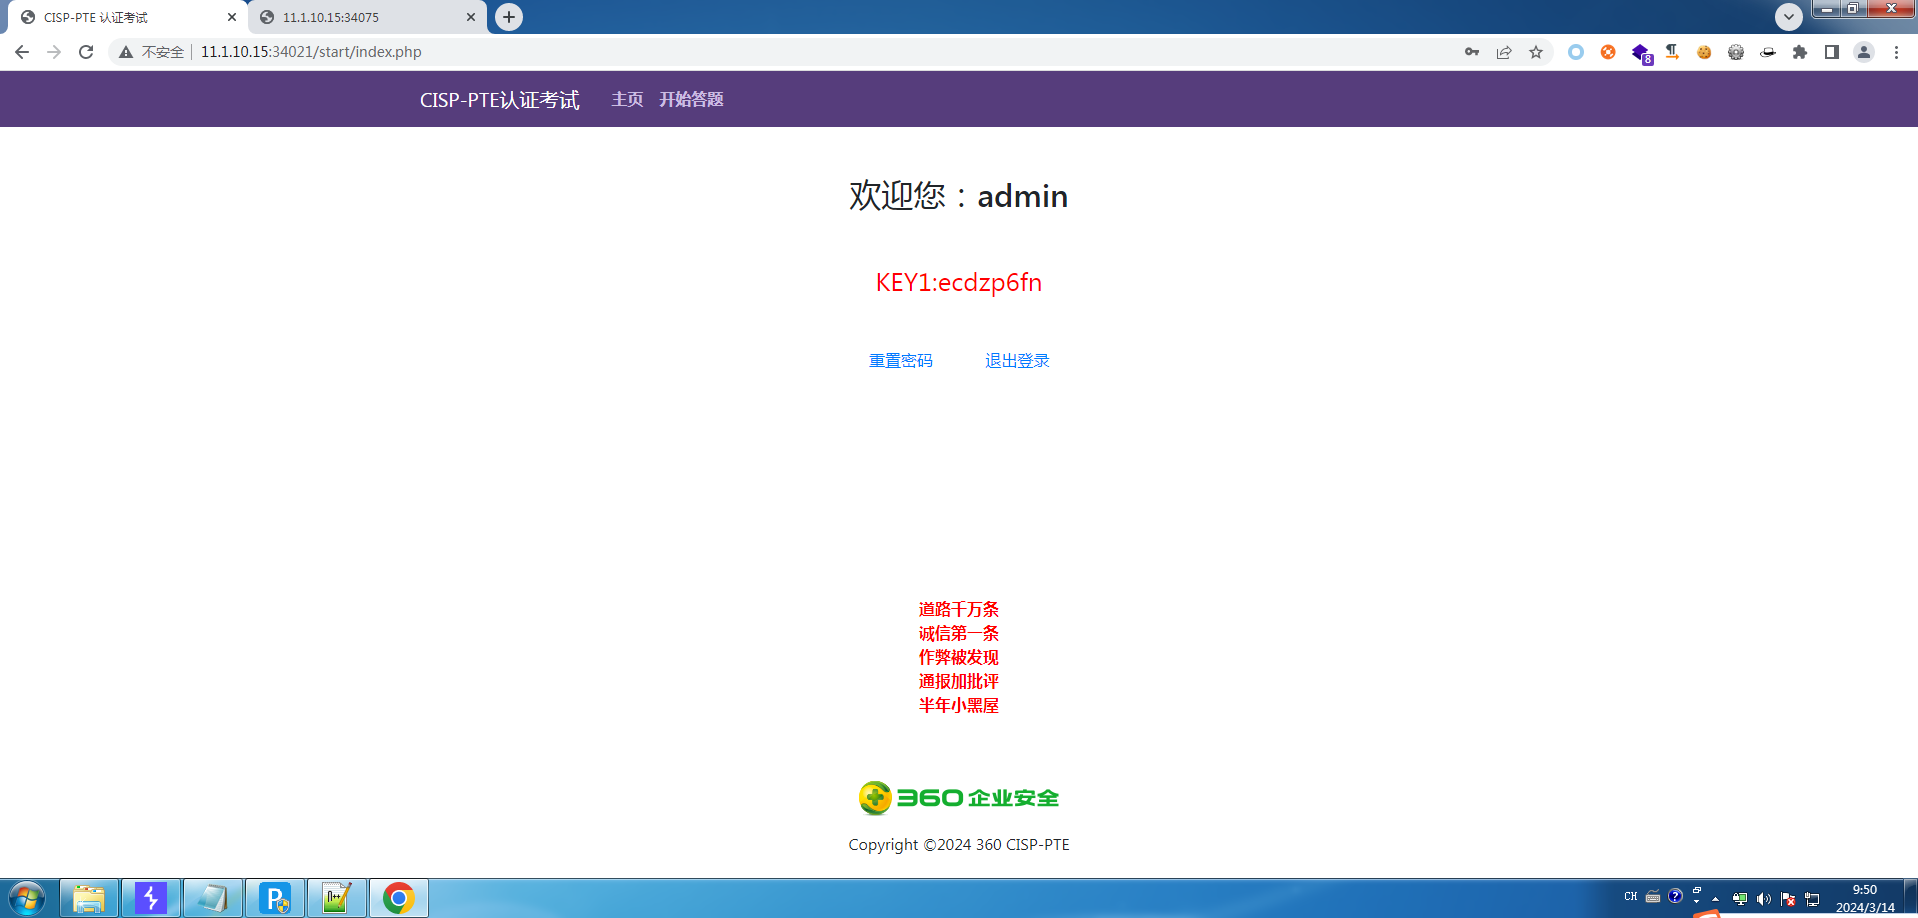 CISP-PTE 认证考试
11.1.10.15:34075
不安全 11.1.10.15:34021/start/index.php
8
CISP-PTE认证考试 主页 开始答题
欢迎您：admin
KEY1:ecdzp6fn
重置密码 退出登录
道路千万条
诚信第一条
作弊被发现
通报加批评
半年小黑屋
360 企业安全
Copyright ©2024 360 CISP-PTE
CH
9:50
2024/3/14